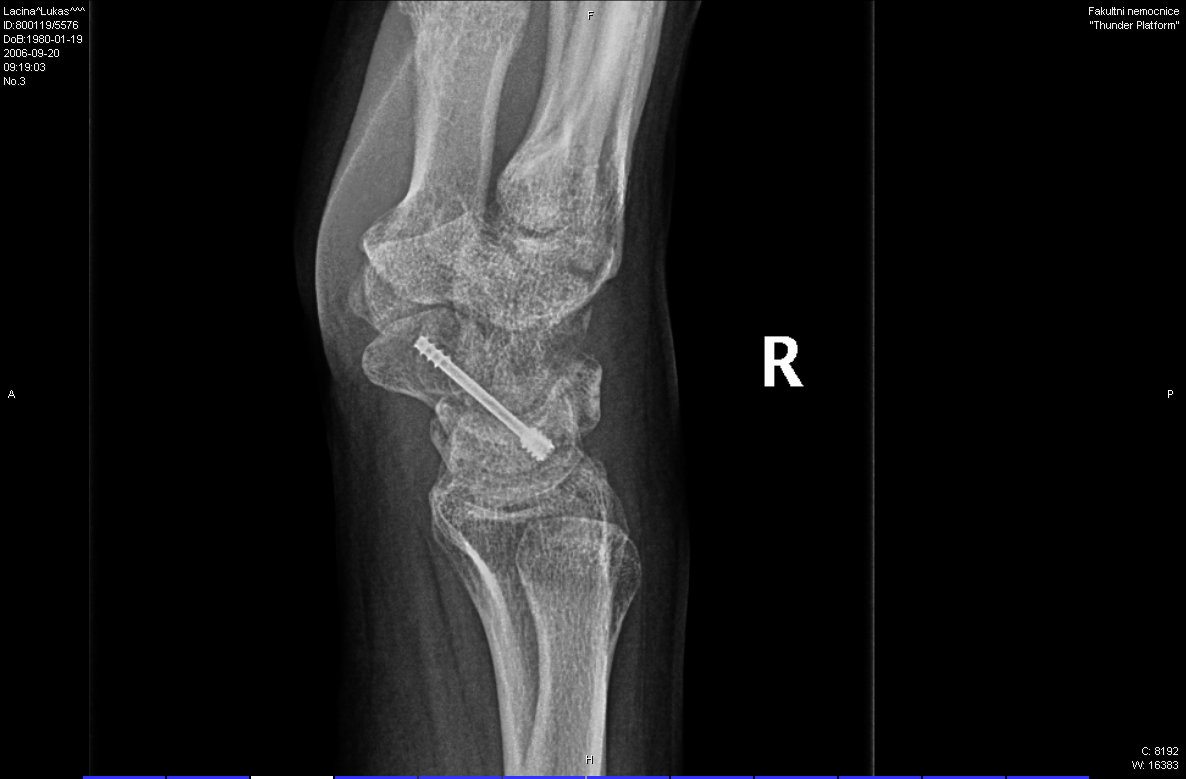 Lacina^Lukas^^^
ID:800119/5576
DoB:1980-01-19
2006-09-20
09:19:03
No.3
Fakultni nemocnice
"Thunder Platform"
F
R
A
P
H
C: 8192
W: 16383